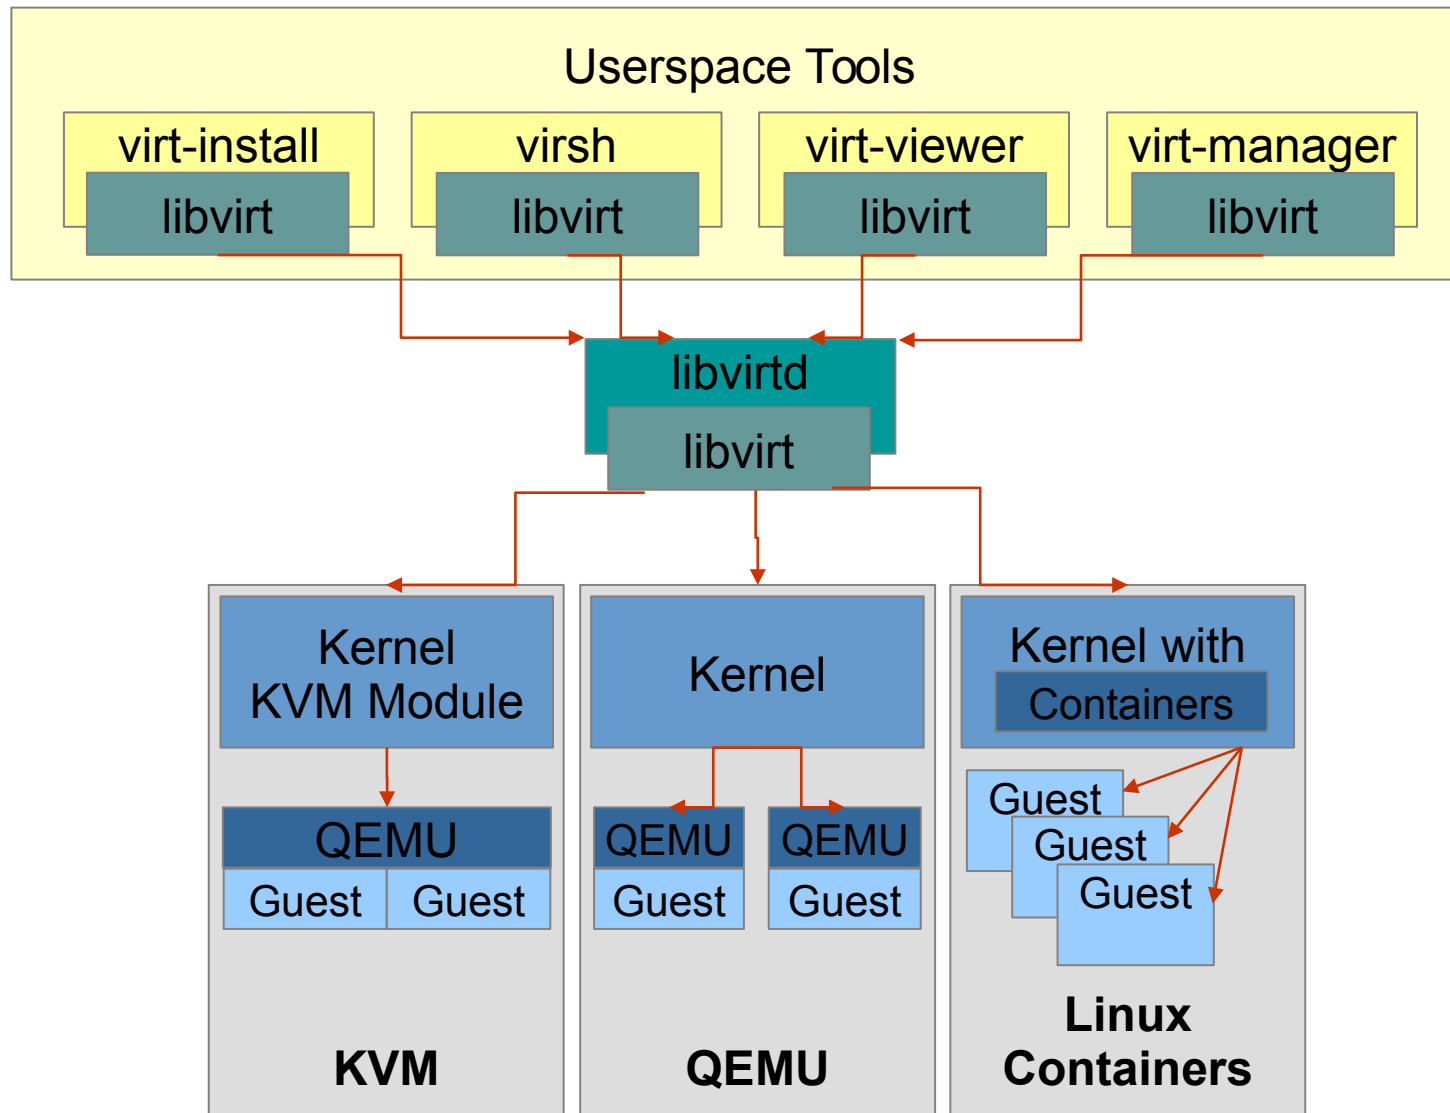 Userspace Tools
virt-install
virsh
virt-viewer
virt-manager
libvirt
libvirt
libvirt
libvirt
libvirtd
libvirt
Kernel
KVM Module
QEMU
Guest
Guest
KVM
Kernel
QEMU
QEMU
Guest
Guest
QEMU
Kernel with
Containers
Guest
Guest
Guest
Linux
Containers